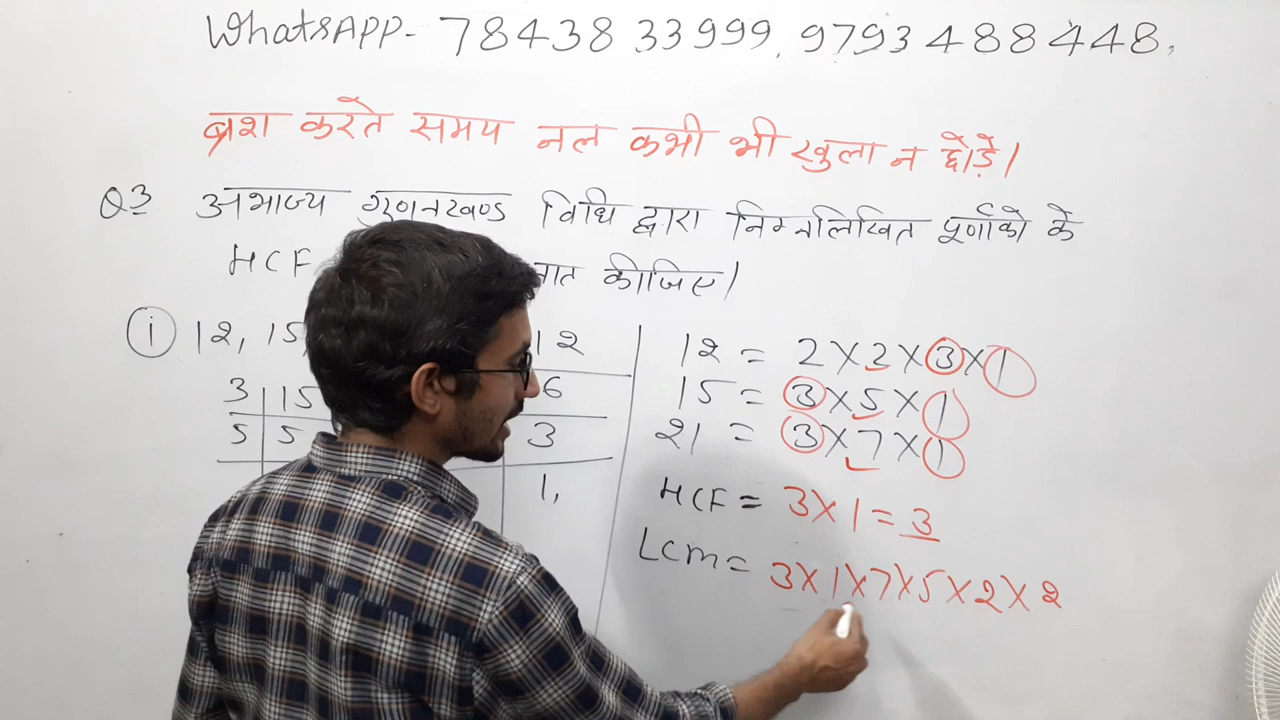 WhatsAPP- 7843833999, 9793488448,
ब्रश करते समय नल कभी भी खुला न छोड़ें।
Q3 अभाज्य गुणनखण्ड विधि द्वारा निम्नलिखित पूर्णांको के
HCF ज्ञात कीजिए।
(i) 12, 15,
3 15
5 5
12
6
3
1,
12 = 2×2×3×1
15 = 3×5×1
21 = 3×7×1
HCF = 3×1=3
Lcm = 3×1×7×5×2×2